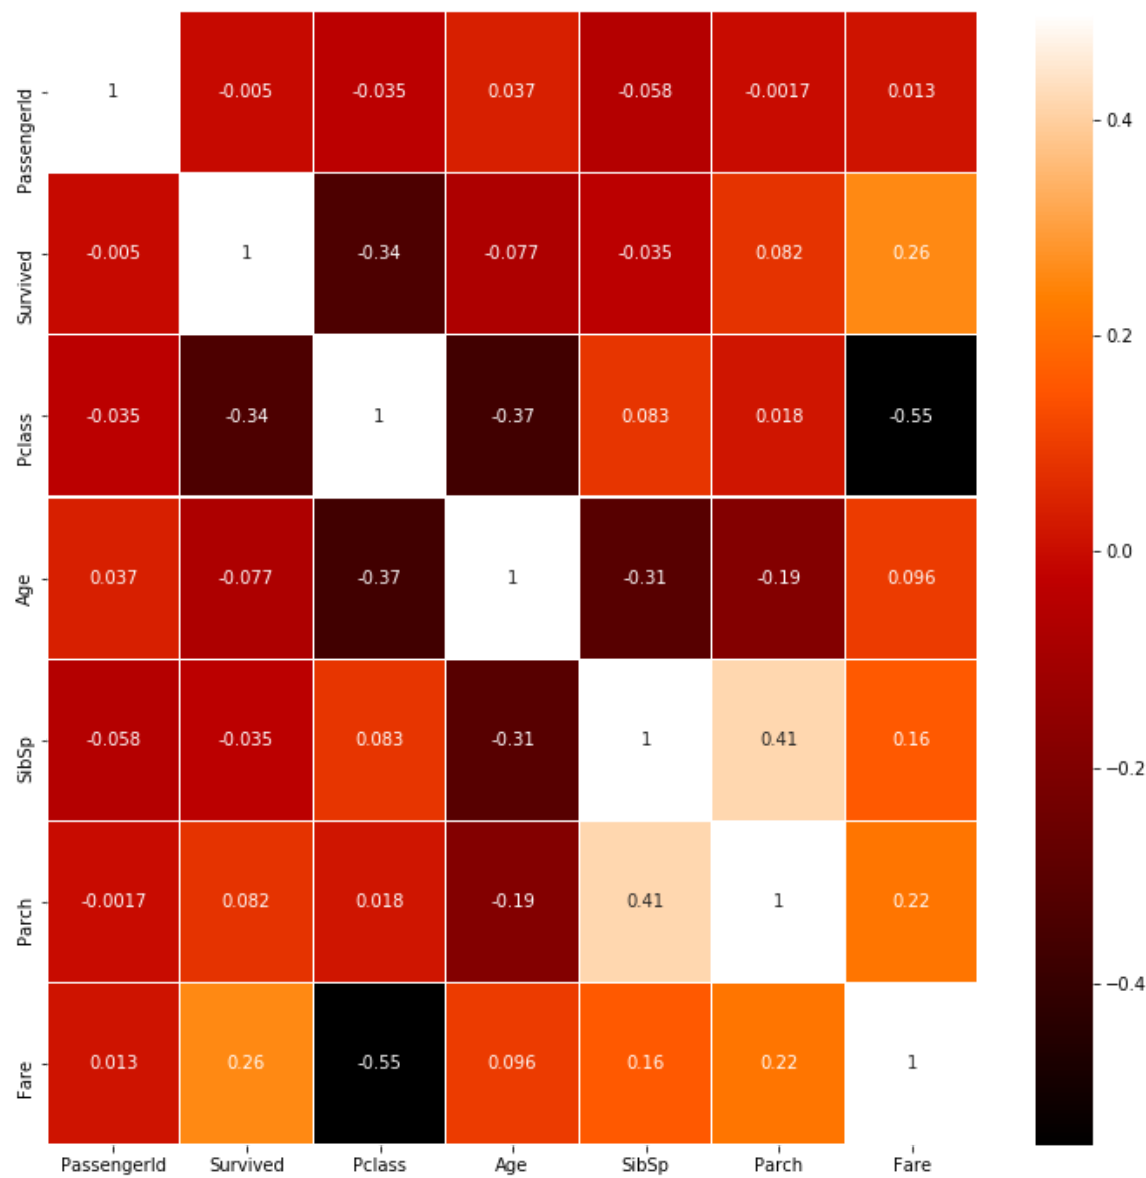 PassengerId 1 -0.005 -0.035 0.037 -0.058 -0.0017 0.013
Survived -0.005 1 -0.34 -0.077 -0.035 0.082 0.26
Pclass -0.035 -0.34 1 -0.37 0.083 0.018 -0.55
Age 0.037 -0.077 -0.37 1 -0.31 -0.19 0.096
SibSp -0.058 -0.035 0.083 -0.31 1 0.41 0.16
Parch -0.0017 0.082 0.018 -0.19 0.41 1 0.22
Fare 0.013 0.26 -0.55 0.096 0.16 0.22 1
PassengerId Survived Pclass Age SibSp Parch Fare
0.4
0.2
0.0
−0.2
−0.4